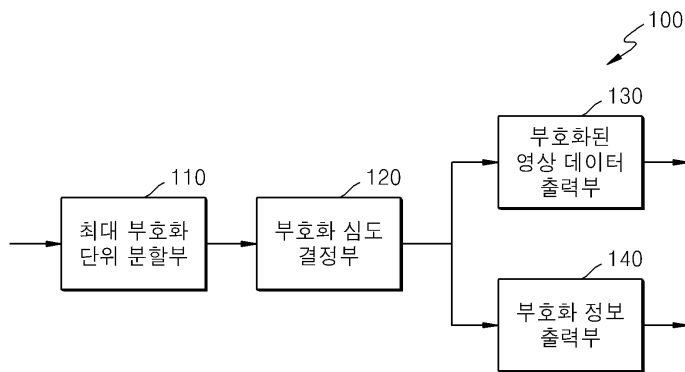 100
110
최대 부호화
단위 분할부
120
부호화 심도
결정부
130
부호화된
영상 데이터
출력부
140
부호화 정보
출력부